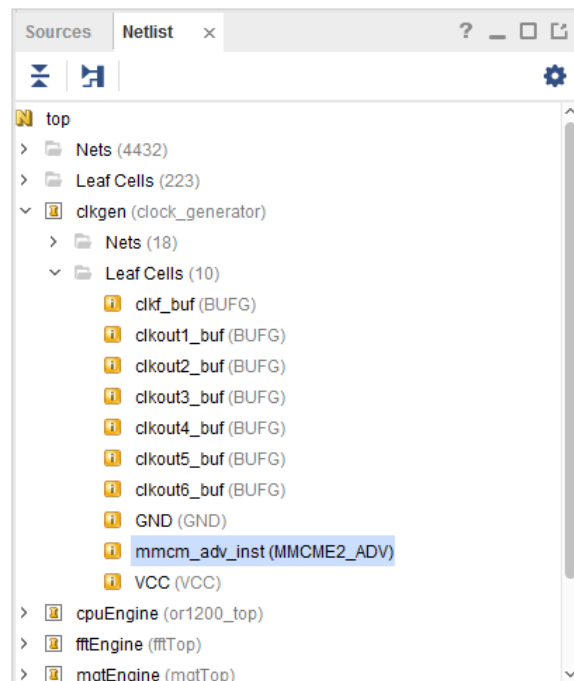 Sources Netlist × ?
N top
Nets (4432)
Leaf Cells (223)
clkgen (clock_generator)
Nets (18)
Leaf Cells (10)
clkf_buf (BUFG)
clkout1_buf (BUFG)
clkout2_buf (BUFG)
clkout3_buf (BUFG)
clkout4_buf (BUFG)
clkout5_buf (BUFG)
clkout6_buf (BUFG)
GND (GND)
mmcm_adv_inst (MMCME2_ADV)
VCC (VCC)
cpuEngine (or1200_top)
fftEngine (fftTop)
mgtEngine (mgtTop)